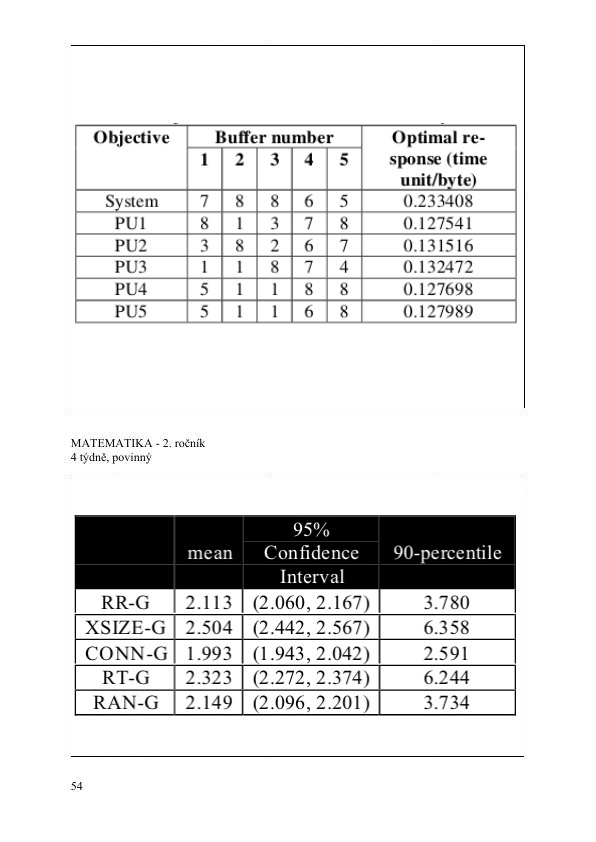 Objective Buffer number Optimal re-
1 2 3 4 5 sponse (time
unit/byte)
System 7 8 8 6 5 0.233408
PU1 8 1 3 7 8 0.127541
PU2 3 8 2 6 7 0.131516
PU3 1 1 8 7 4 0.132472
PU4 5 1 1 8 8 0.127698
PU5 5 1 1 6 8 0.127989
MATEMATIKA - 2. ročník
4 týdně, povinný
95%
mean Confidence 90-percentile
Interval
RR-G 2.113 (2.060, 2.167) 3.780
XSIZE-G 2.504 (2.442, 2.567) 6.358
CONN-G 1.993 (1.943, 2.042) 2.591
RT-G 2.323 (2.272, 2.374) 6.244
RAN-G 2.149 (2.096, 2.201) 3.734
54